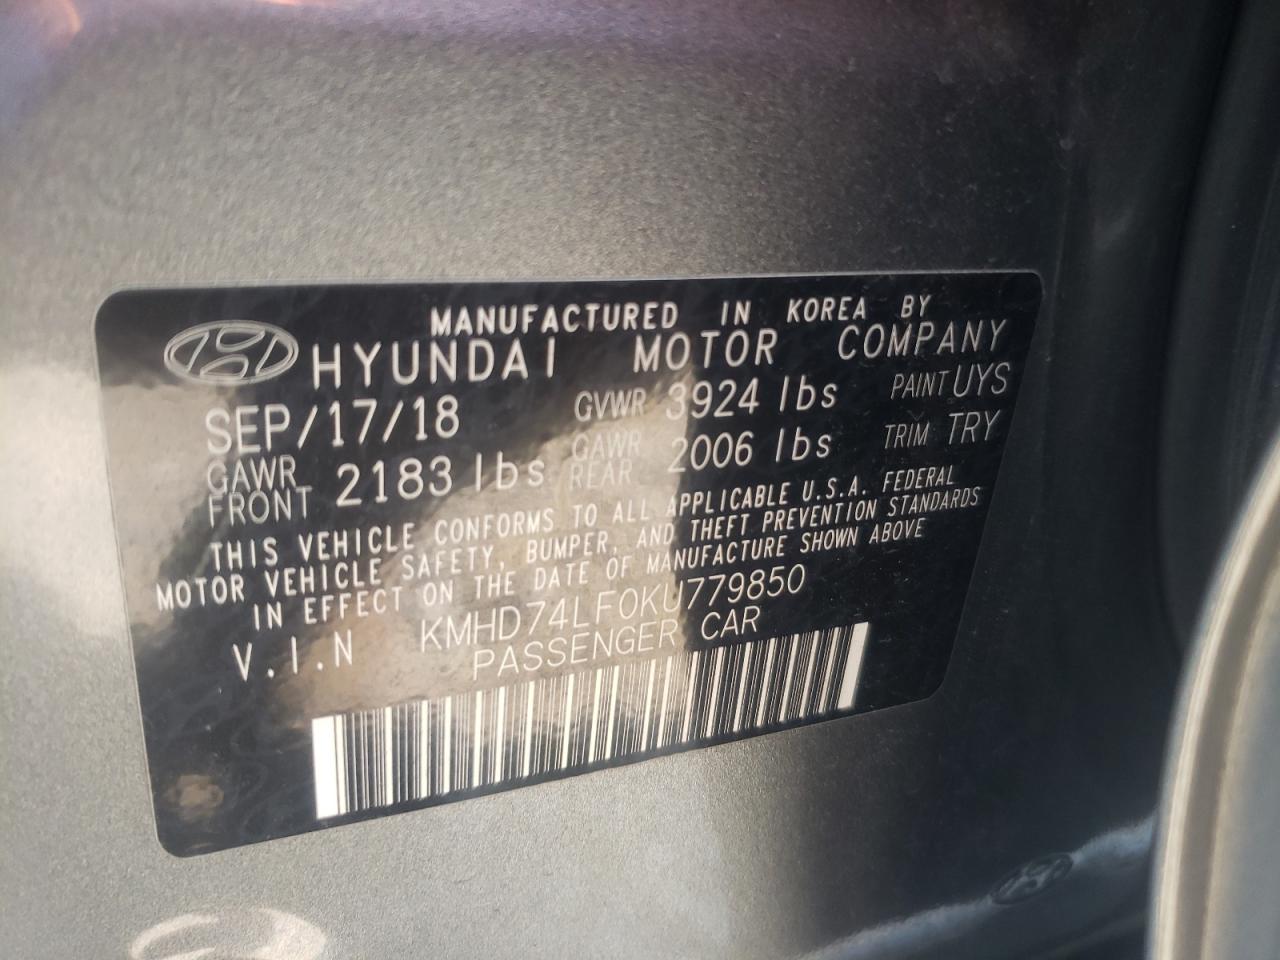 MANUFACTURED IN KOREA BY
HYUNDAI MOTOR COMPANY
SEP/17/18 GVWR 3924 lbs PAINT UYS
GAWR FRONT 2183 lbs GAWR REAR 2006 lbs TRIM TRY
THIS VEHICLE CONFORMS TO ALL APPLICABLE U.S.A. FEDERAL
MOTOR VEHICLE SAFETY, BUMPER, AND THEFT PREVENTION STANDARDS
IN EFFECT ON THE DATE OF MANUFACTURE SHOWN ABOVE
V.I.N KMHD74LF0KU779850
PASSENGER CAR